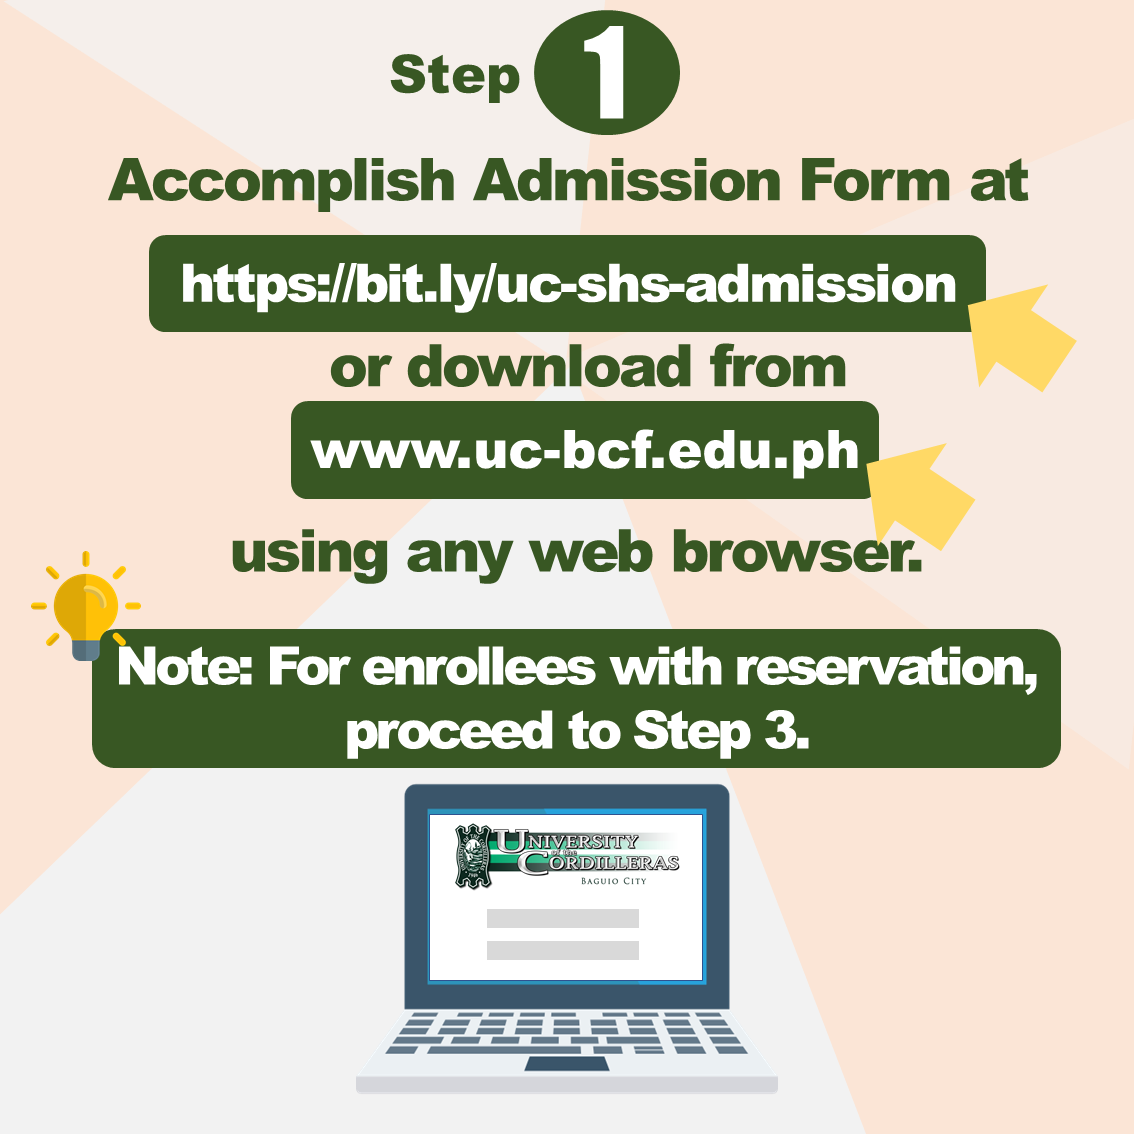 Step 1
Accomplish Admission Form at
https://bit.ly/uc-shs-admission
or download from
www.uc-bcf.edu.ph
using any web browser.
Note: For enrollees with reservation,
proceed to Step 3.
UNIVERSITY
of the
CORDILLERAS
BAGUIO CITY